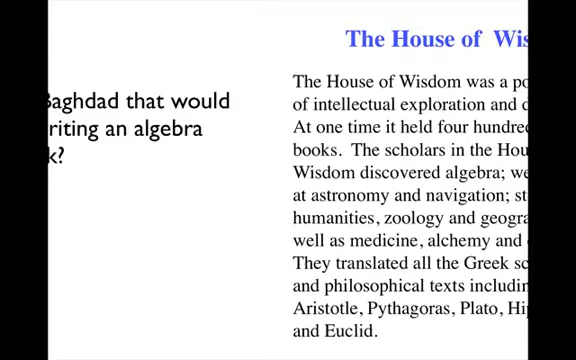 Baghdad that would
riting an algebra
k?
The House of Wis
The House of Wisdom was a po
of intellectual exploration and d
At one time it held four hundred
books. The scholars in the Hou
Wisdom discovered algebra; we
at astronomy and navigation; st
humanities, zoology and geogra
well as medicine, alchemy and
They translated all the Greek sc
and philosophical texts includin
Aristotle, Pythagoras, Plato, Hip
and Euclid.